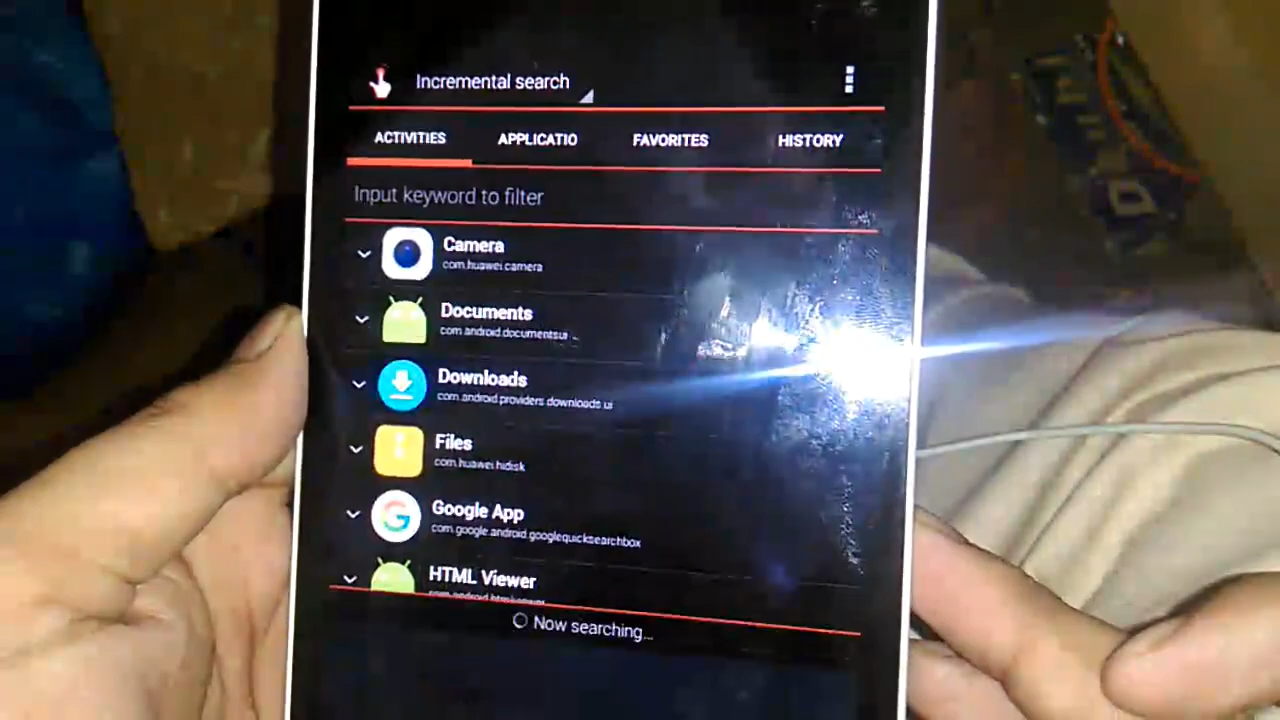 Incremental search
ACTIVITIES APPLICATIO FAVORITES HISTORY
Input keyword to filter
Camera
com.huawei.camera
Documents
com.android.documentsui
Downloads
com.android.providers.downloads.ui
Files
com.huawei.hidisk
Google App
com.google.android.googlequicksearchbox
HTML Viewer
Now searching...